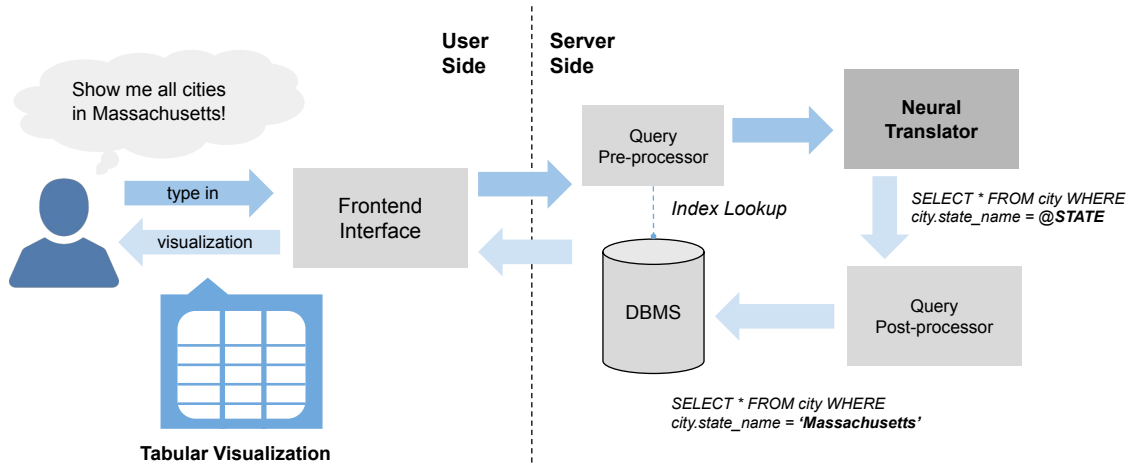 User
Side
Server
Side
Show me all cities
in Massachusetts!
type in
visualization
Frontend
Interface
Tabular Visualization
Query
Pre-processor
Neural
Translator
Index Lookup
SELECT * FROM city WHERE
city.state_name = @STATE
DBMS
Query
Post-processor
SELECT * FROM city WHERE
city.state_name = ‘Massachusetts’